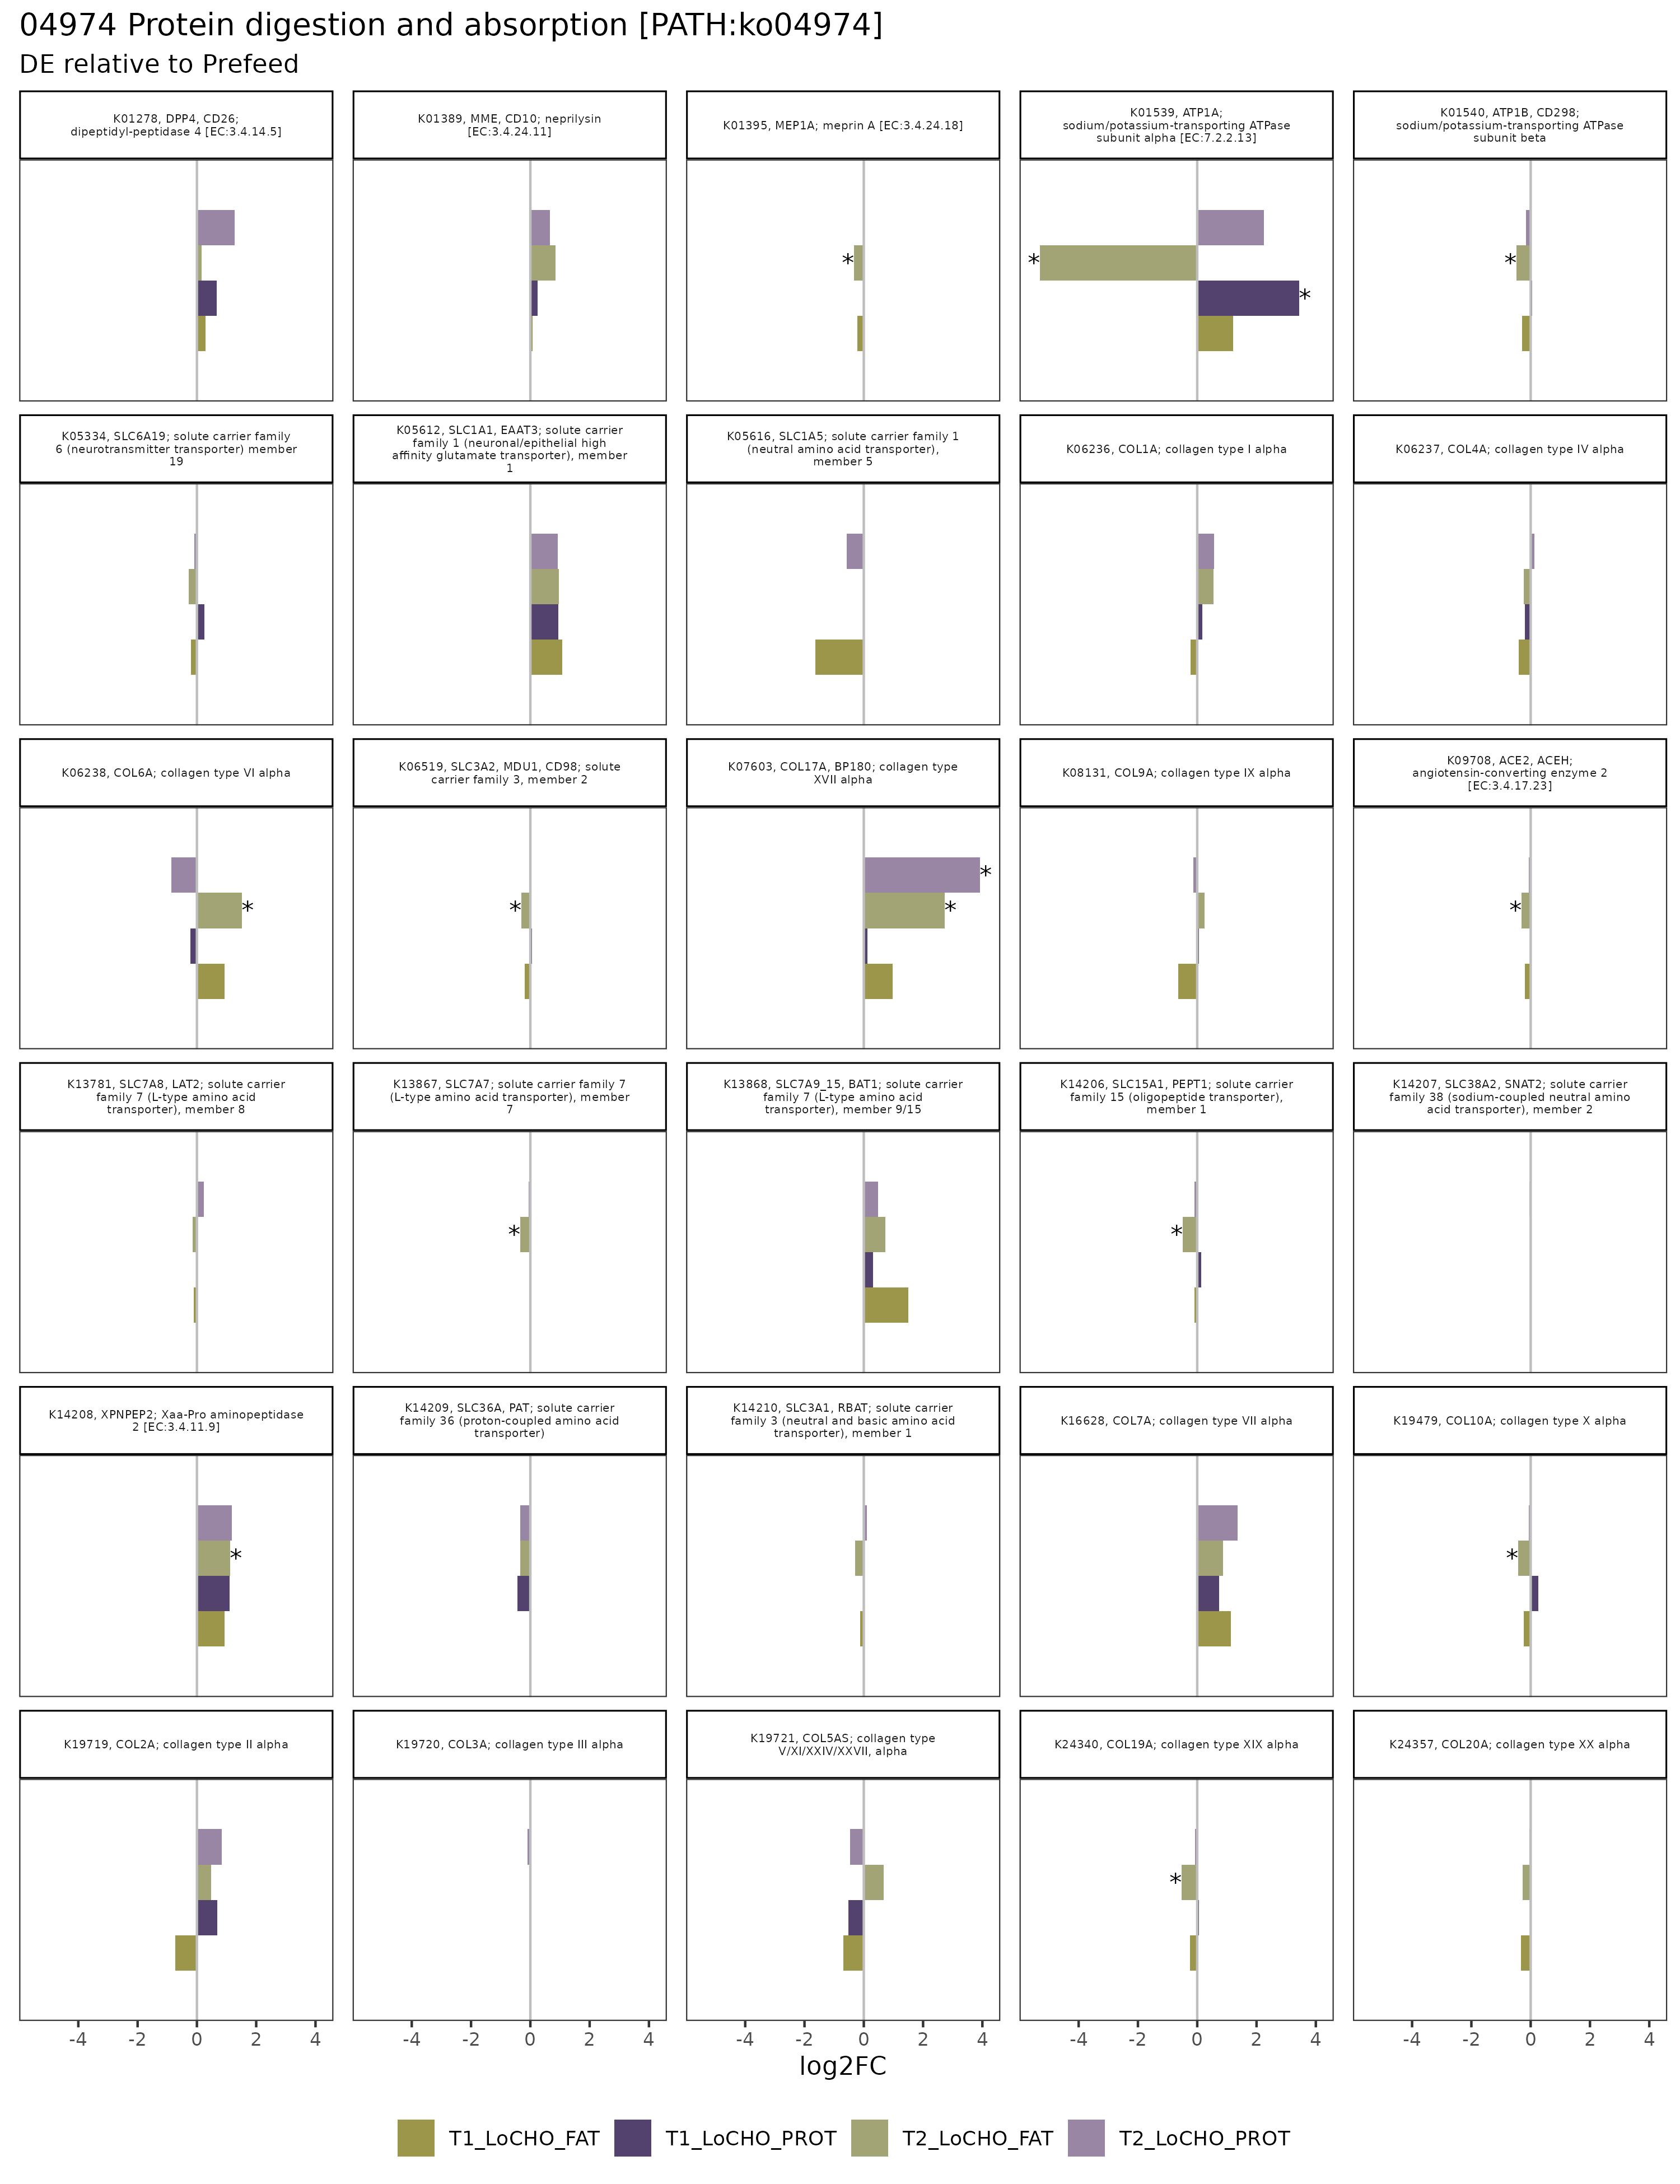 04974 Protein digestion and absorption [PATH:ko04974]
DE relative to Prefeed
K01278, DPP4, CD26;
dipeptidyl-peptidase 4 [EC:3.4.14.5]
K01389, MME, CD10; neprilysin
[EC:3.4.24.11]
K01395, MEP1A; meprin A [EC:3.4.24.18]
K01539, ATP1A;
sodium/potassium-transporting ATPase
subunit alpha [EC:7.2.2.13]
K01540, ATP1B, CD298;
sodium/potassium-transporting ATPase
subunit beta
*
*
*
*
K05334, SLC6A19; solute carrier family
6 (neurotransmitter transporter) member
19
K05612, SLC1A1, EAAT3; solute carrier
family 1 (neuronal/epithelial high
affinity glutamate transporter), member
1
K05616, SLC1A5; solute carrier family 1
(neutral amino acid transporter),
member 5
K06236, COL1A; collagen type I alpha
K06237, COL4A; collagen type IV alpha
K06238, COL6A; collagen type VI alpha
K06519, SLC3A2, MDU1, CD98; solute
carrier family 3, member 2
K07603, COL17A, BP180; collagen type
XVII alpha
K08131, COL9A; collagen type IX alpha
K09708, ACE2, ACEH;
angiotensin-converting enzyme 2
[EC:3.4.17.23]
*
*
*
*
*
K13781, SLC7A8, LAT2; solute carrier
family 7 (L-type amino acid
transporter), member 8
K13867, SLC7A7; solute carrier family 7
(L-type amino acid transporter), member
7
K13868, SLC7A9_15, BAT1; solute carrier
family 7 (L-type amino acid
transporter), member 9/15
K14206, SLC15A1, PEPT1; solute carrier
family 15 (oligopeptide transporter),
member 1
K14207, SLC38A2, SNAT2; solute carrier
family 38 (sodium-coupled neutral amino
acid transporter), member 2
*
*
K14208, XPNPEP2; Xaa-Pro aminopeptidase
2 [EC:3.4.11.9]
K14209, SLC36A, PAT; solute carrier
family 36 (proton-coupled amino acid
transporter)
K14210, SLC3A1, RBAT; solute carrier
family 3 (neutral and basic amino acid
transporter), member 1
K16628, COL7A; collagen type VII alpha
K19479, COL10A; collagen type X alpha
*
*
K19719, COL2A; collagen type II alpha
K19720, COL3A; collagen type III alpha
K19721, COL5AS; collagen type
V/XI/XXIV/XXVII, alpha
K24340, COL19A; collagen type XIX alpha
K24357, COL20A; collagen type XX alpha
*
-4 -2 0 2 4
-4 -2 0 2 4
-4 -2 0 2 4
-4 -2 0 2 4
-4 -2 0 2 4
log2FC
T1_LoCHO_FAT T1_LoCHO_PROT T2_LoCHO_FAT T2_LoCHO_PROT